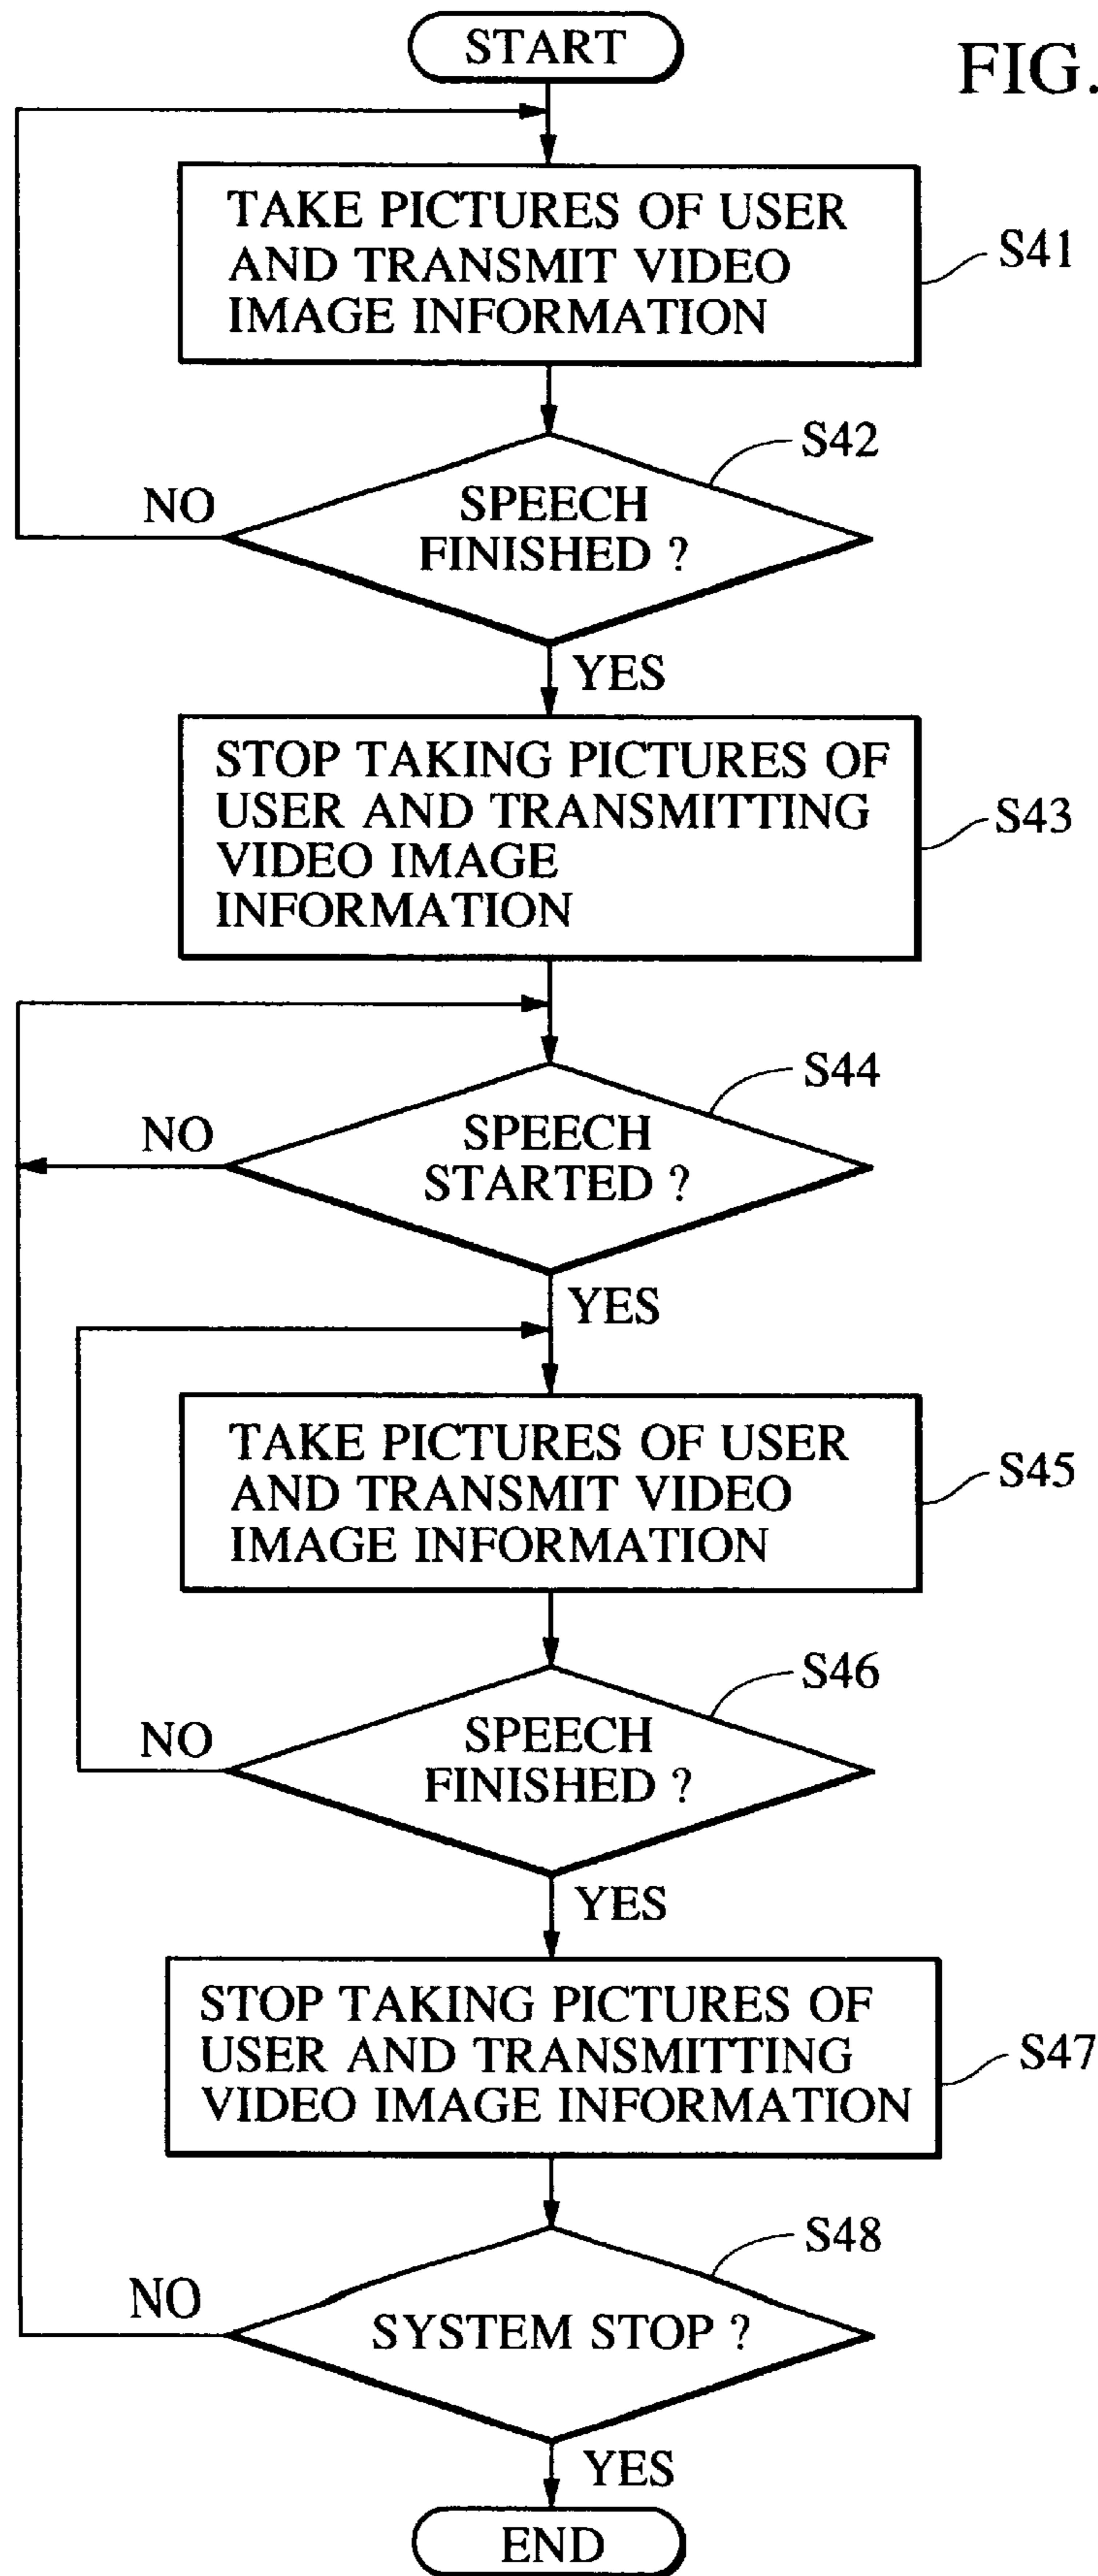 START
FIG.
TAKE PICTURES OF USER
AND TRANSMIT VIDEO
IMAGE INFORMATION
S41
S42
SPEECH
FINISHED ?
NO
YES
STOP TAKING PICTURES OF
USER AND TRANSMITTING
VIDEO IMAGE
INFORMATION
S43
S44
SPEECH
STARTED ?
NO
YES
TAKE PICTURES OF USER
AND TRANSMIT VIDEO
IMAGE INFORMATION
S45
S46
SPEECH
FINISHED ?
NO
YES
STOP TAKING PICTURES OF
USER AND TRANSMITTING
VIDEO IMAGE INFORMATION
S47
S48
SYSTEM STOP ?
NO
YES
END